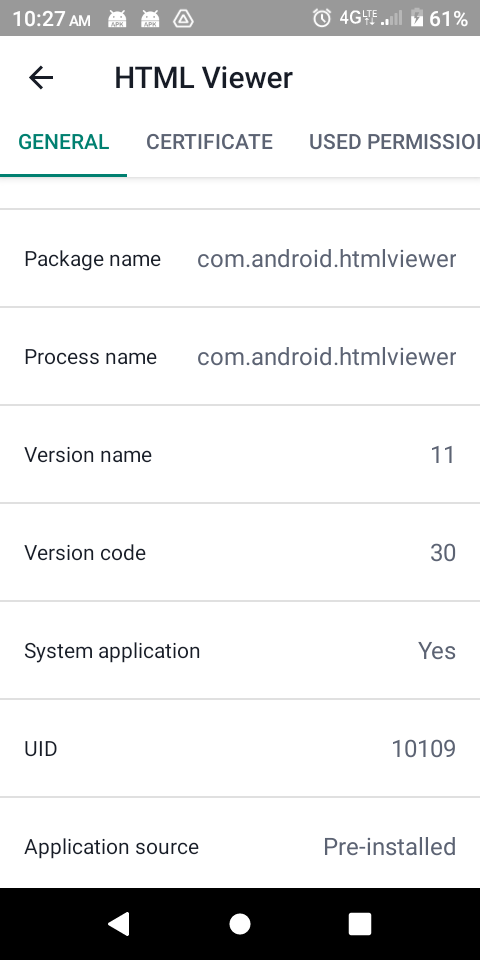 10:27 AM APK APK 4G LTE 61%
HTML Viewer
GENERAL CERTIFICATE USED PERMISSION
Package name com.android.htmlviewer
Process name com.android.htmlviewer
Version name 11
Version code 30
System application Yes
UID 10109
Application source Pre-installed